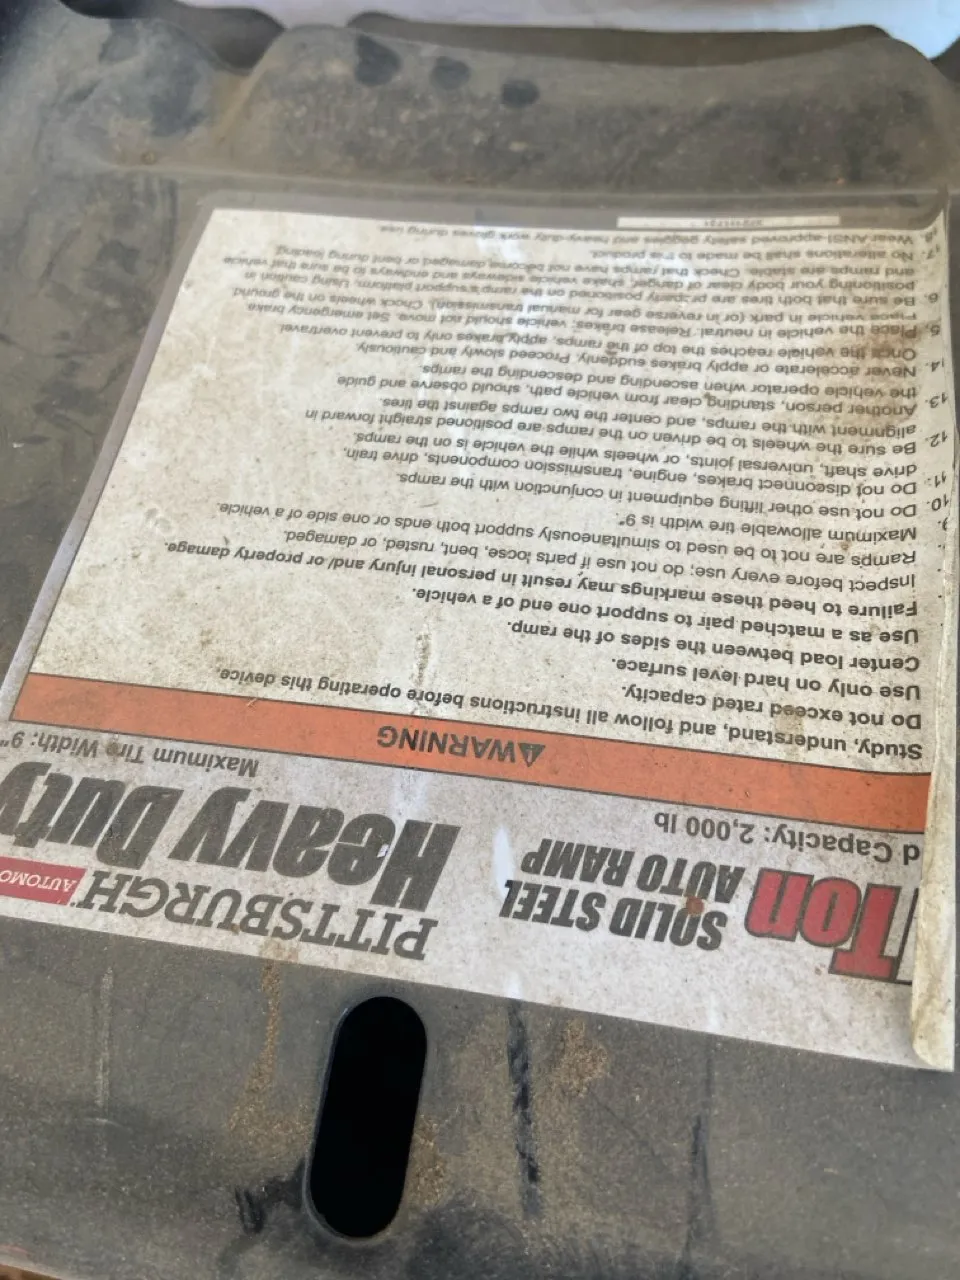 Ton SOLID STEEL
AUTO RAMP
PITTSBURGH
AUTOMO
Heavy Duty
d Capacity: 2,000 lb
Maximum Tire Width: 9"
⚠WARNING
Study, understand, and follow all instructions before operating this device.
Do not exceed rated capacity.
Use only on hard level surface.
Center load between the sides of the ramp.
Use as a matched pair to support one end of a vehicle.
Failure to heed these markings may result in personal injury and/or property damage.
Inspect before every use; do not use if parts loose, bent, rusted, or damaged.
Ramps are not to be used to simultaneously support both ends or one side of a vehicle.
9. Maximum allowable tire width is 9".
10. Do not use other lifting equipment in conjunction with the ramps.
11. Do not disconnect brakes, engine, transmission components, drive train,
drive shaft, universal joints, or wheels while the vehicle is on the ramps.
12. Be sure the wheels to be driven on the ramps are positioned straight forward in
alignment with the ramps, and center the two ramps against the tires.
13. Another person, standing clear from vehicle path, should observe and guide
the vehicle operator when ascending and descending the ramps.
14. Never accelerate or apply brakes suddenly. Proceed slowly and cautiously.
Once the vehicle reaches the top of the ramps, apply brakes only to prevent overtravel.
5. Place the vehicle in neutral. Release brakes; vehicle should not move. Set emergency brake
Place vehicle in park (or in reverse gear for manual transmission). Chock wheels on the ground.
6. Be sure that both tires are properly positioned on the ramp's support platform. Using caution in
positioning your body clear of danger, shake vehicle sideways and endways to be sure that vehicle
and ramps are stable. Check that ramps have not become damaged or bent during loading.
17. No alterations shall be made to this product.
18. Wear ANSI-approved safety goggles and heavy-duty work gloves during use.